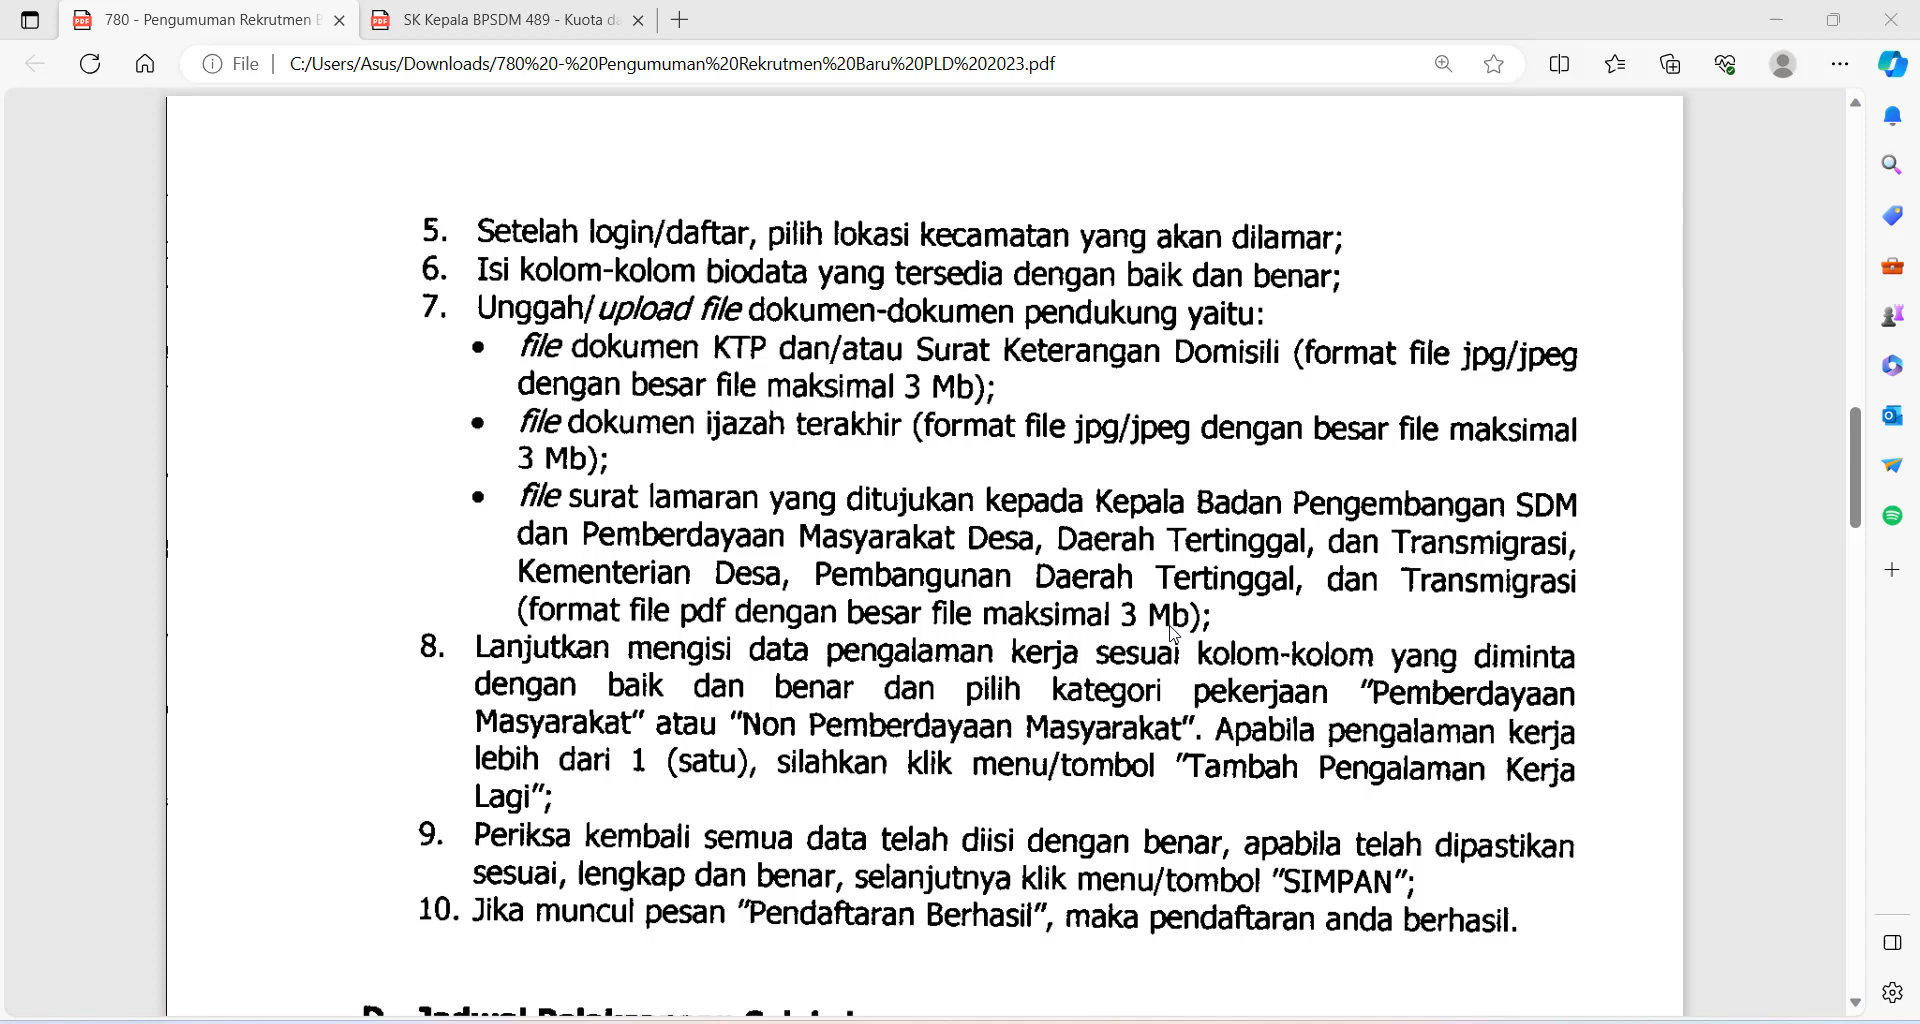 780 - Pengumuman Rekrutmen
SK Kepala BPSDM 489 - Kuota da
File
C:/Users/Asus/Downloads/780%20-%20Pengumuman%20Rekrutmen%20Baru%20PLD%202023.pdf
5. Setelah login/daftar, pilih lokasi kecamatan yang akan dilamar;
6. Isi kolom-kolom biodata yang tersedia dengan baik dan benar;
7. Unggah/upload file dokumen-dokumen pendukung yaitu:
• file dokumen KTP dan/atau Surat Keterangan Domisili (format file jpg/jpeg
dengan besar file maksimal 3 Mb);
• file dokumen ijazah terakhir (format file jpg/jpeg dengan besar file maksimal
3 Mb);
• file surat lamaran yang ditujukan kepada Kepala Badan Pengembangan SDM
dan Pemberdayaan Masyarakat Desa, Daerah Tertinggal, dan Transmigrasi,
Kementerian Desa, Pembangunan Daerah Tertinggal, dan Transmigrasi
(format file pdf dengan besar file maksimal 3 Mb);
8. Lanjutkan mengisi data pengalaman kerja sesuai kolom-kolom yang diminta
dengan baik dan benar dan pilih kategori pekerjaan "Pemberdayaan
Masyarakat" atau "Non Pemberdayaan Masyarakat". Apabila pengalaman kerja
lebih dari 1 (satu), silahkan klik menu/tombol "Tambah Pengalaman Kerja
Lagi";
9. Periksa kembali semua data telah diisi dengan benar, apabila telah dipastikan
sesuai, lengkap dan benar, selanjutnya klik menu/tombol "SIMPAN";
10. Jika muncul pesan "Pendaftaran Berhasil", maka pendaftaran anda berhasil.